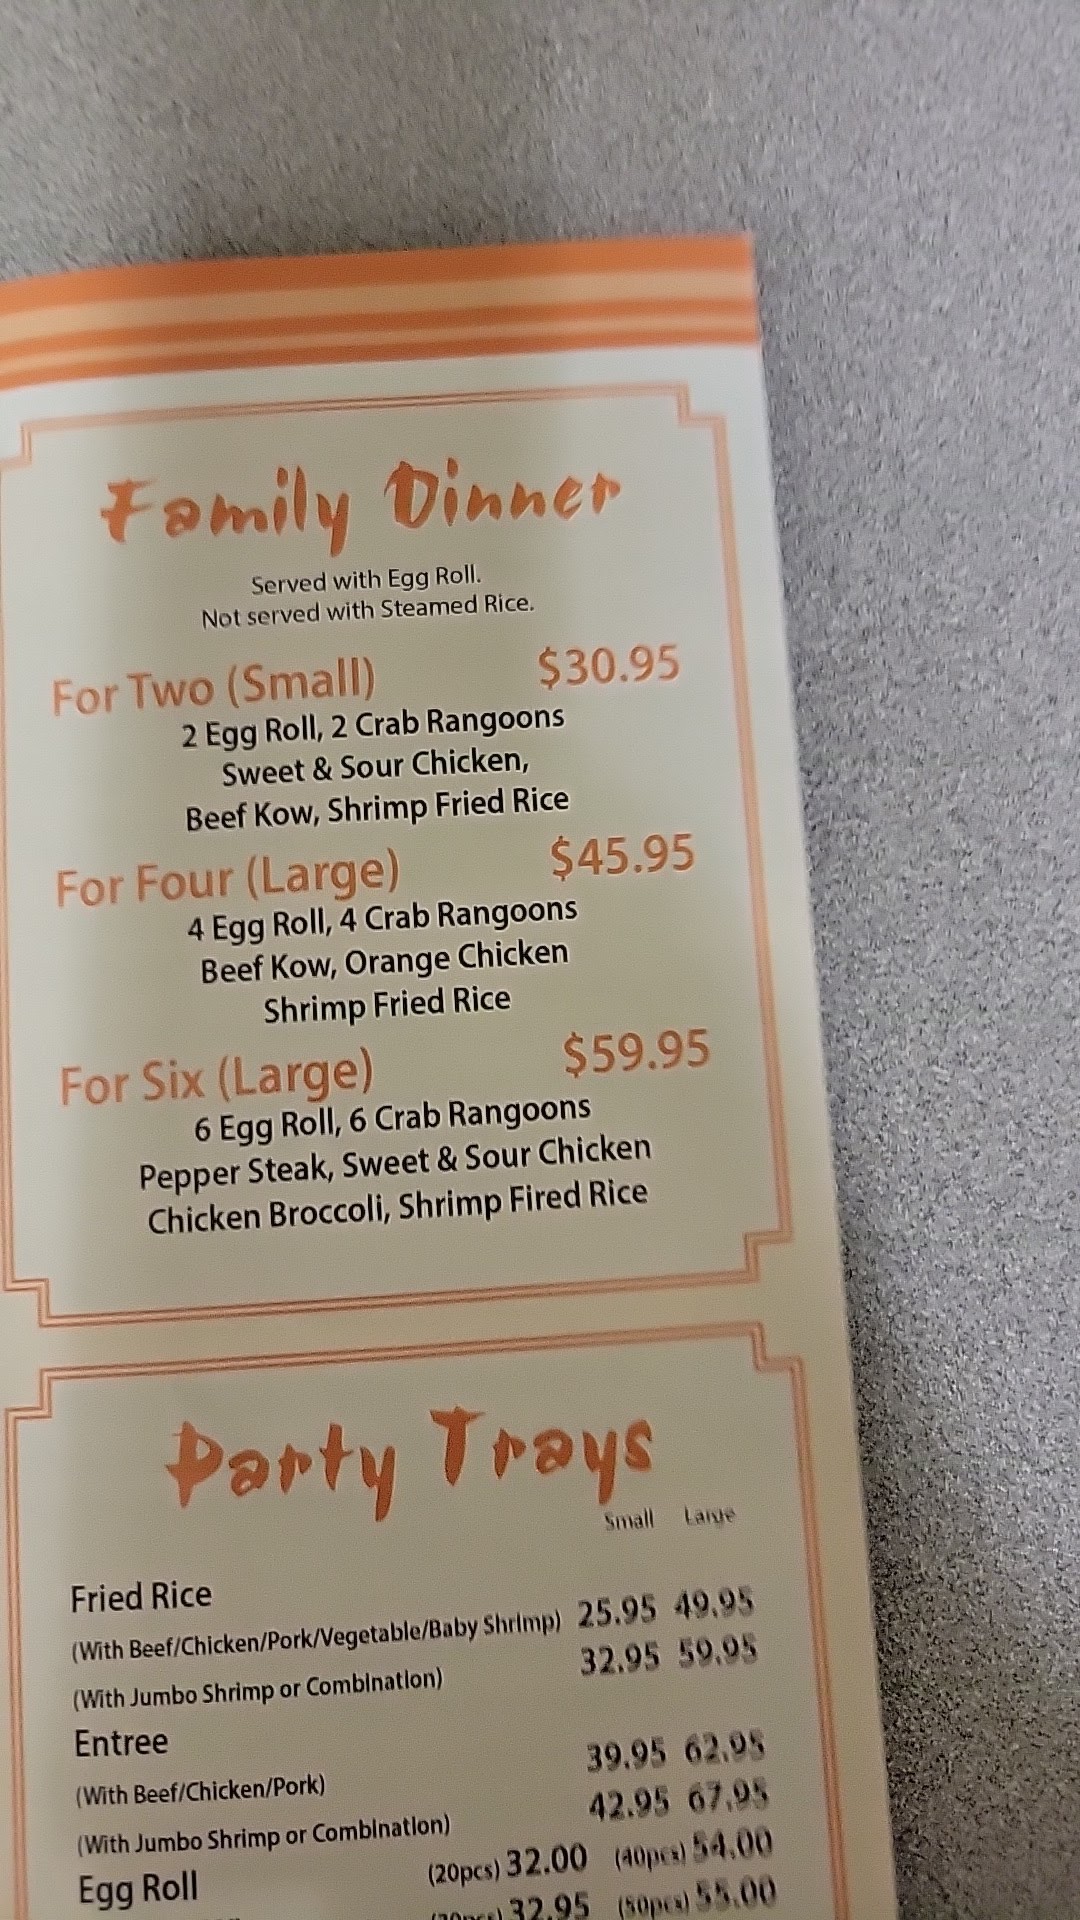 Family Dinner
Served with Egg Roll.
Not served with Steamed Rice.
For Two (Small) $30.95
2 Egg Roll, 2 Crab Rangoons
Sweet & Sour Chicken,
Beef Kow, Shrimp Fried Rice
For Four (Large) $45.95
4 Egg Roll, 4 Crab Rangoons
Beef Kow, Orange Chicken
Shrimp Fried Rice
For Six (Large) $59.95
6 Egg Roll, 6 Crab Rangoons
Pepper Steak, Sweet & Sour Chicken
Chicken Broccoli, Shrimp Fired Rice
Party Trays
Small Large
Fried Rice
(With Beef/Chicken/Pork/Vegetable/Baby Shrimp) 25.95 49.95
(With Jumbo Shrimp or Combination) 32.95 59.95
Entree
(With Beef/Chicken/Pork) 39.95 62.95
(With Jumbo Shrimp or Combination) 42.95 67.95
Egg Roll (20pcs) 32.00 (40pcs) 54.00
32.95 (50pcs) 55.00